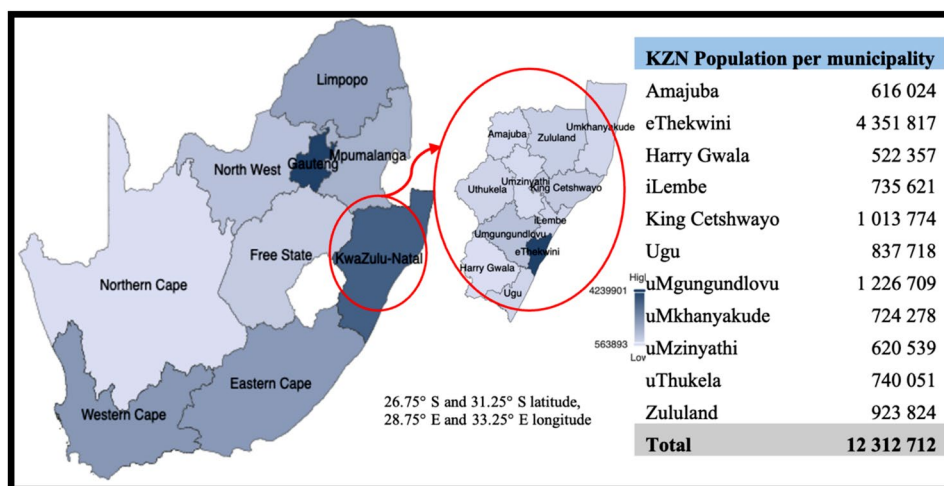 Limpopo
North West
Gauteng
Mpumalanga
Free State
KwaZulu-Natal
Northern Cape
Eastern Cape
Western Cape
Amajuba
Zululand
Umkhanyakude
Uthukela
Umzinyathi
King Cetshwayo
iLembe
Umgungundlovu
eThekwini
Harry Gwala
Ugu
4239901
563893
Low
26.75° S and 31.25° S latitude,
28.75° E and 33.25° E longitude
KZN Population per municipality
Amajuba 616 024
eThekwini 4 351 817
Harry Gwala 522 357
iLembe 735 621
King Cetshwayo 1 013 774
Ugu 837 718
uMgungundlovu 1 226 709
uMkhanyakude 724 278
uMzinyathi 620 539
uThukela 740 051
Zululand 923 824
Total 12 312 712